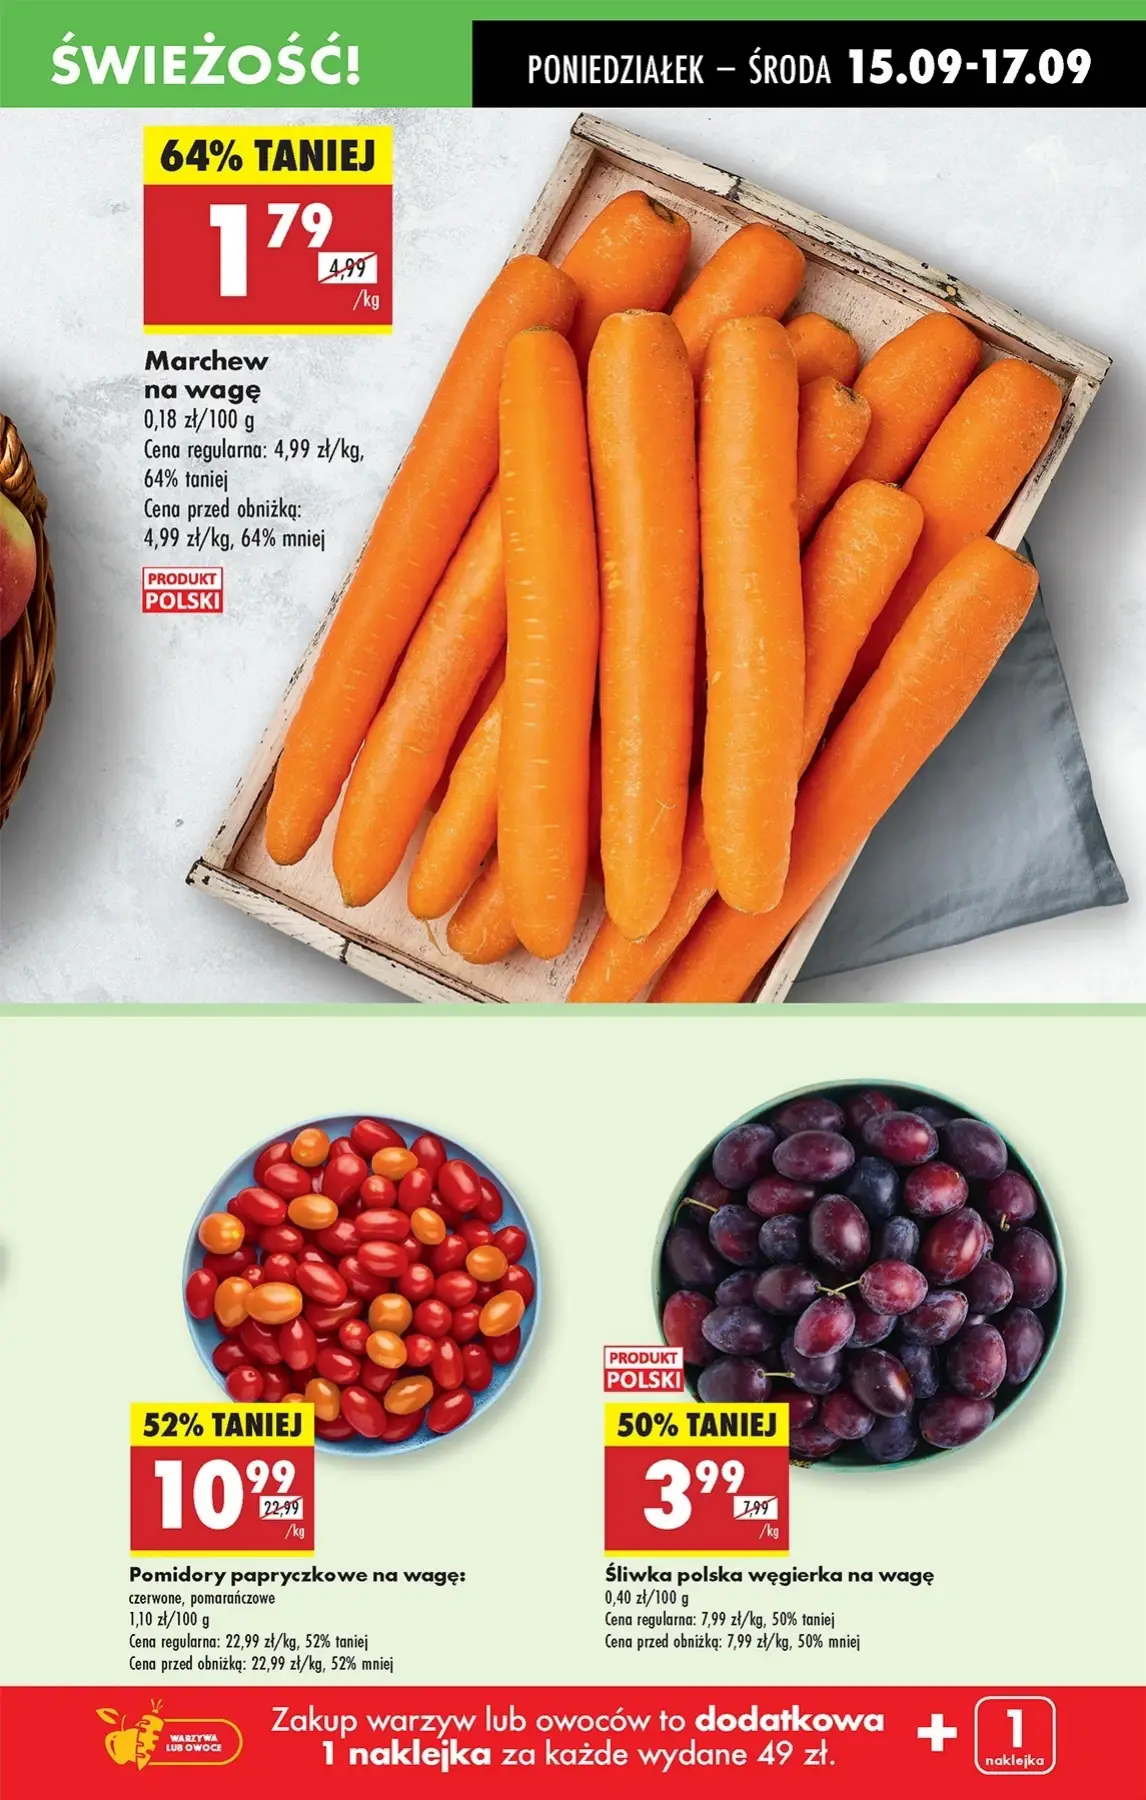 ŚWIEŻOŚĆ!
PONIEDZIAŁEK – ŚRODA 15.09-17.09
64% TANIEJ
1 79
4,99
/kg
Marchew
na wagę
0,18 zł/100 g
Cena regularna: 4,99 zł/kg,
64% taniej
Cena przed obniżką:
4,99 zł/kg, 64% mniej
PRODUKT
POLSKI
52% TANIEJ
10 99
22,99
/kg
Pomidory papryczkowe na wagę:
czerwone, pomarańczowe
1,10 zł/100 g
Cena regularna: 22,99 zł/kg, 52% taniej
Cena przed obniżką: 22,99 zł/kg, 52% mniej
PRODUKT
POLSKI
50% TANIEJ
3 99
7,99
/kg
Śliwka polska węgierka na wagę
0,40 zł/100 g
Cena regularna: 7,99 zł/kg, 50% taniej
Cena przed obniżką: 7,99 zł/kg, 50% mniej
WARZYWA
LUB OWOCE
Zakup warzyw lub owoców to dodatkowa
1 naklejka za każde wydane 49 zł.
+
1
naklejka